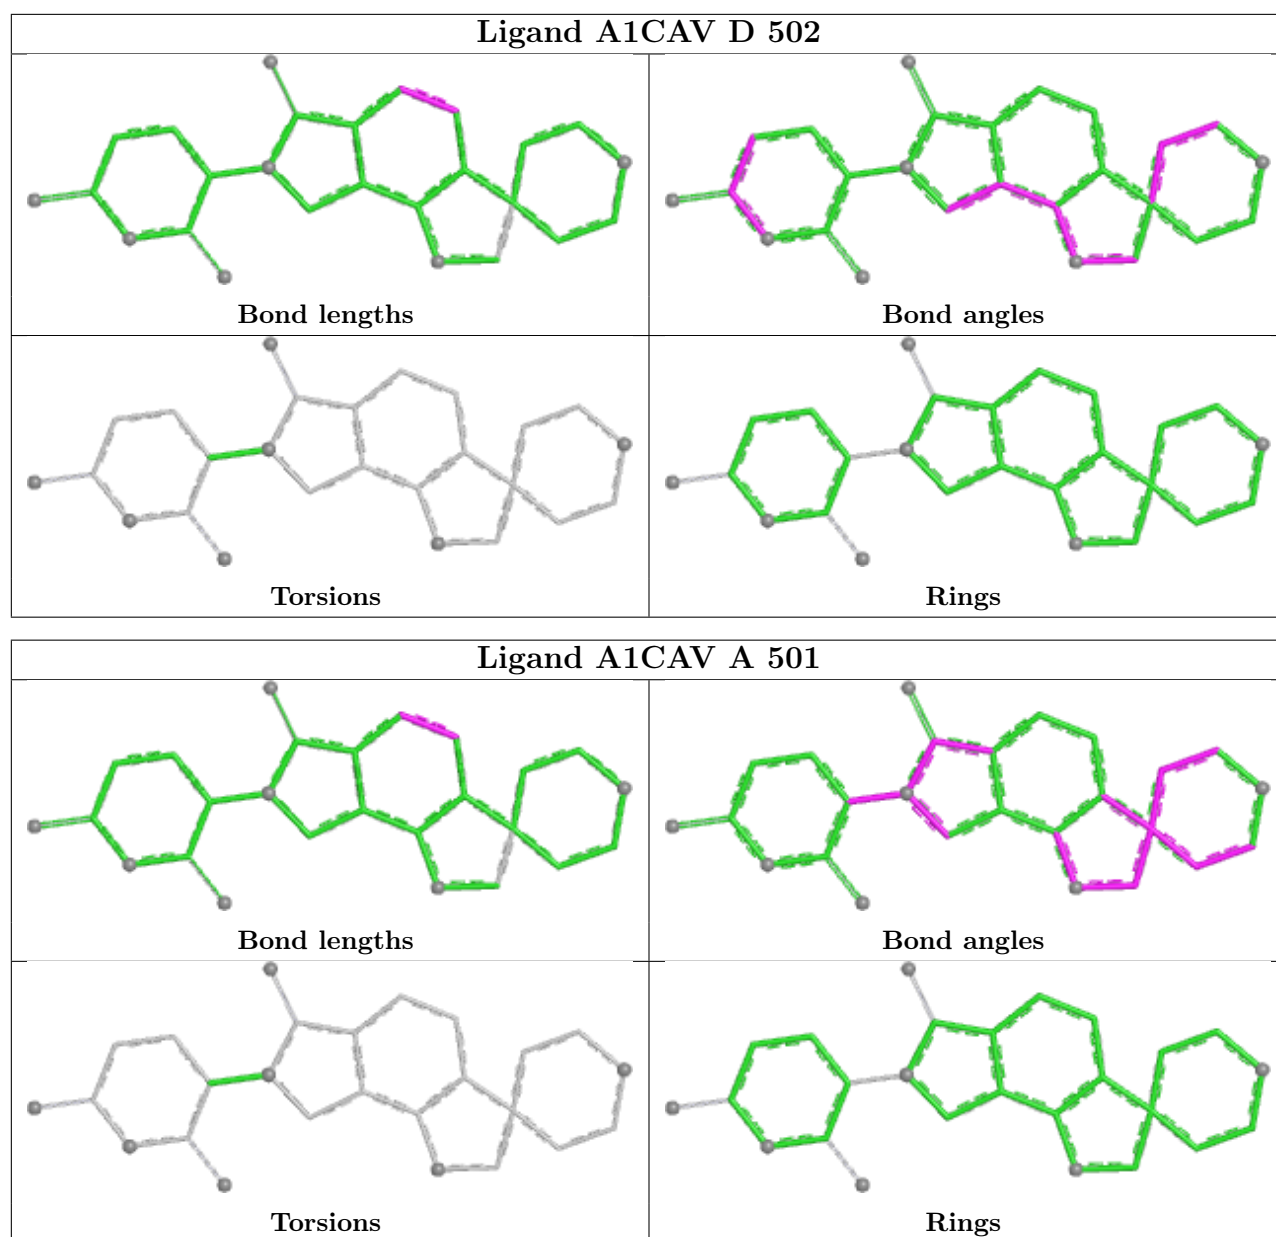 Ligand A1CAV D 502
Bond lengths
Bond angles
Torsions
Rings
Ligand A1CAV A 501
Bond lengths
Bond angles
Torsions
Rings